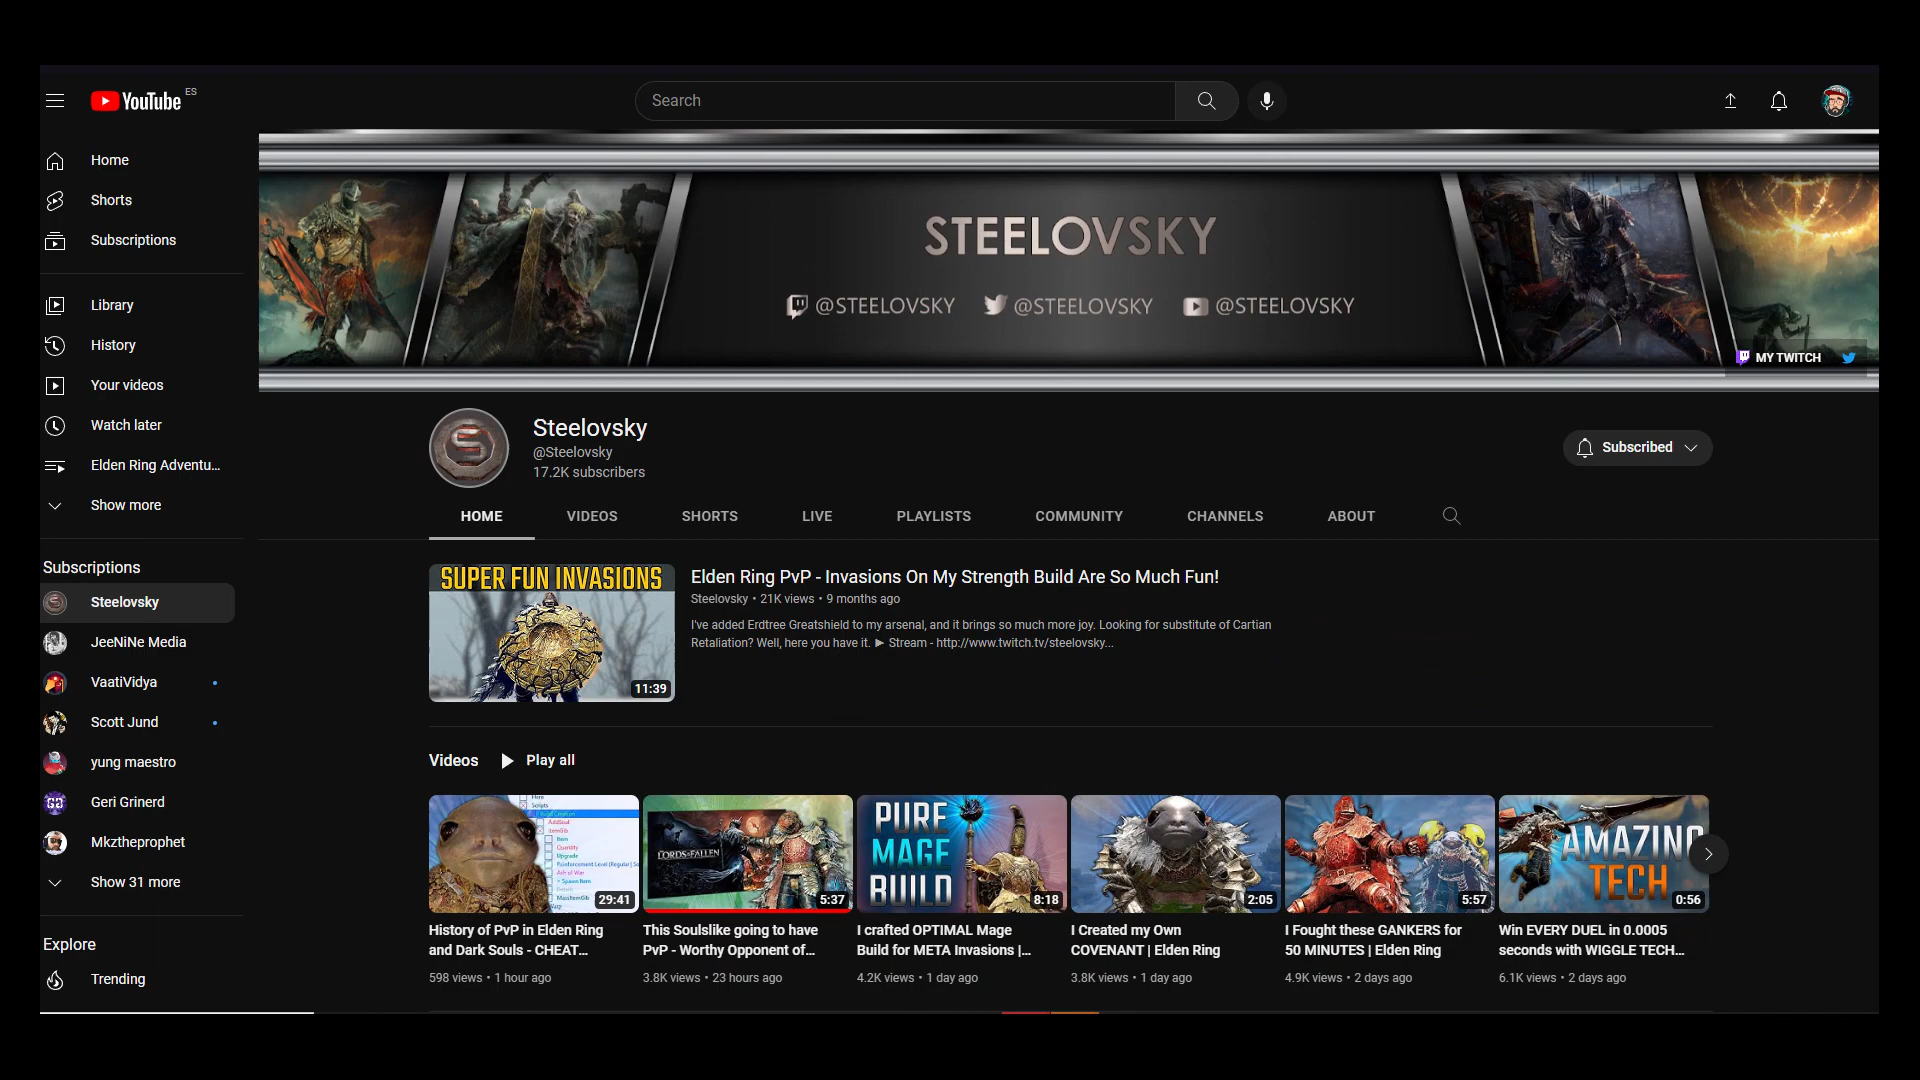 YouTube ES
Search
Home
Shorts
Subscriptions
Library
History
Your videos
Watch later
Elden Ring Adventu...
Show more
Subscriptions
Steelovsky
JeeNiNe Media
VaatiVidya
Scott Jund
yung maestro
Geri Grinerd
Mkztheprophet
Show 31 more
Explore
Trending
STEELOVSKY
@STEELOVSKY @STEELOVSKY @STEELOVSKY
MY TWITCH
Steelovsky
@Steelovsky
17.2K subscribers
Subscribed
HOME VIDEOS SHORTS LIVE PLAYLISTS COMMUNITY CHANNELS ABOUT
SUPER FUN INVASIONS
11:39
Elden Ring PvP - Invasions On My Strength Build Are So Much Fun!
Steelovsky • 21K views • 9 months ago
I've added Erdtree Greatshield to my arsenal, and it brings so much more joy. Looking for substitute of Cartian
Retaliation? Well, here you have it. ► Stream - http://www.twitch.tv/steelovsky...
Videos Play all
Scripts
Item
Quantity
Upgrade
Ash of War
29:41
History of PvP in Elden Ring
and Dark Souls - CHEAT...
598 views • 1 hour ago
LORDS OF THE FALLEN
5:37
This Soulslike going to have
PvP - Worthy Opponent of...
3.8K views • 23 hours ago
PURE
MAGE
BUILD
8:18
I crafted OPTIMAL Mage
Build for META Invasions |...
4.2K views • 1 day ago
2:05
I Created my Own
COVENANT | Elden Ring
3.8K views • 1 day ago
5:57
I Fought these GANKERS for
50 MINUTES | Elden Ring
4.9K views • 2 days ago
AMAZING
TECH
0:56
Win EVERY DUEL in 0.0005
seconds with WIGGLE TECH...
6.1K views • 2 days ago